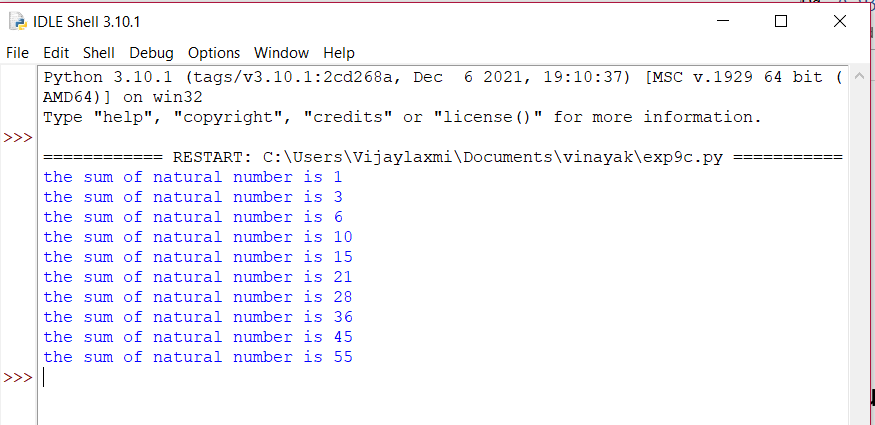 IDLE Shell 3.10.1
File Edit Shell Debug Options Window Help
Python 3.10.1 (tags/v3.10.1:2cd268a, Dec  6 2021, 19:10:37) [MSC v.1929 64 bit (
AMD64)] on win32
Type "help", "copyright", "credits" or "license()" for more information.
>>>
============ RESTART: C:\Users\Vijaylaxmi\Documents\vinayak\exp9c.py ===========
the sum of natural number is 1
the sum of natural number is 3
the sum of natural number is 6
the sum of natural number is 10
the sum of natural number is 15
the sum of natural number is 21
the sum of natural number is 28
the sum of natural number is 36
the sum of natural number is 45
the sum of natural number is 55
>>>